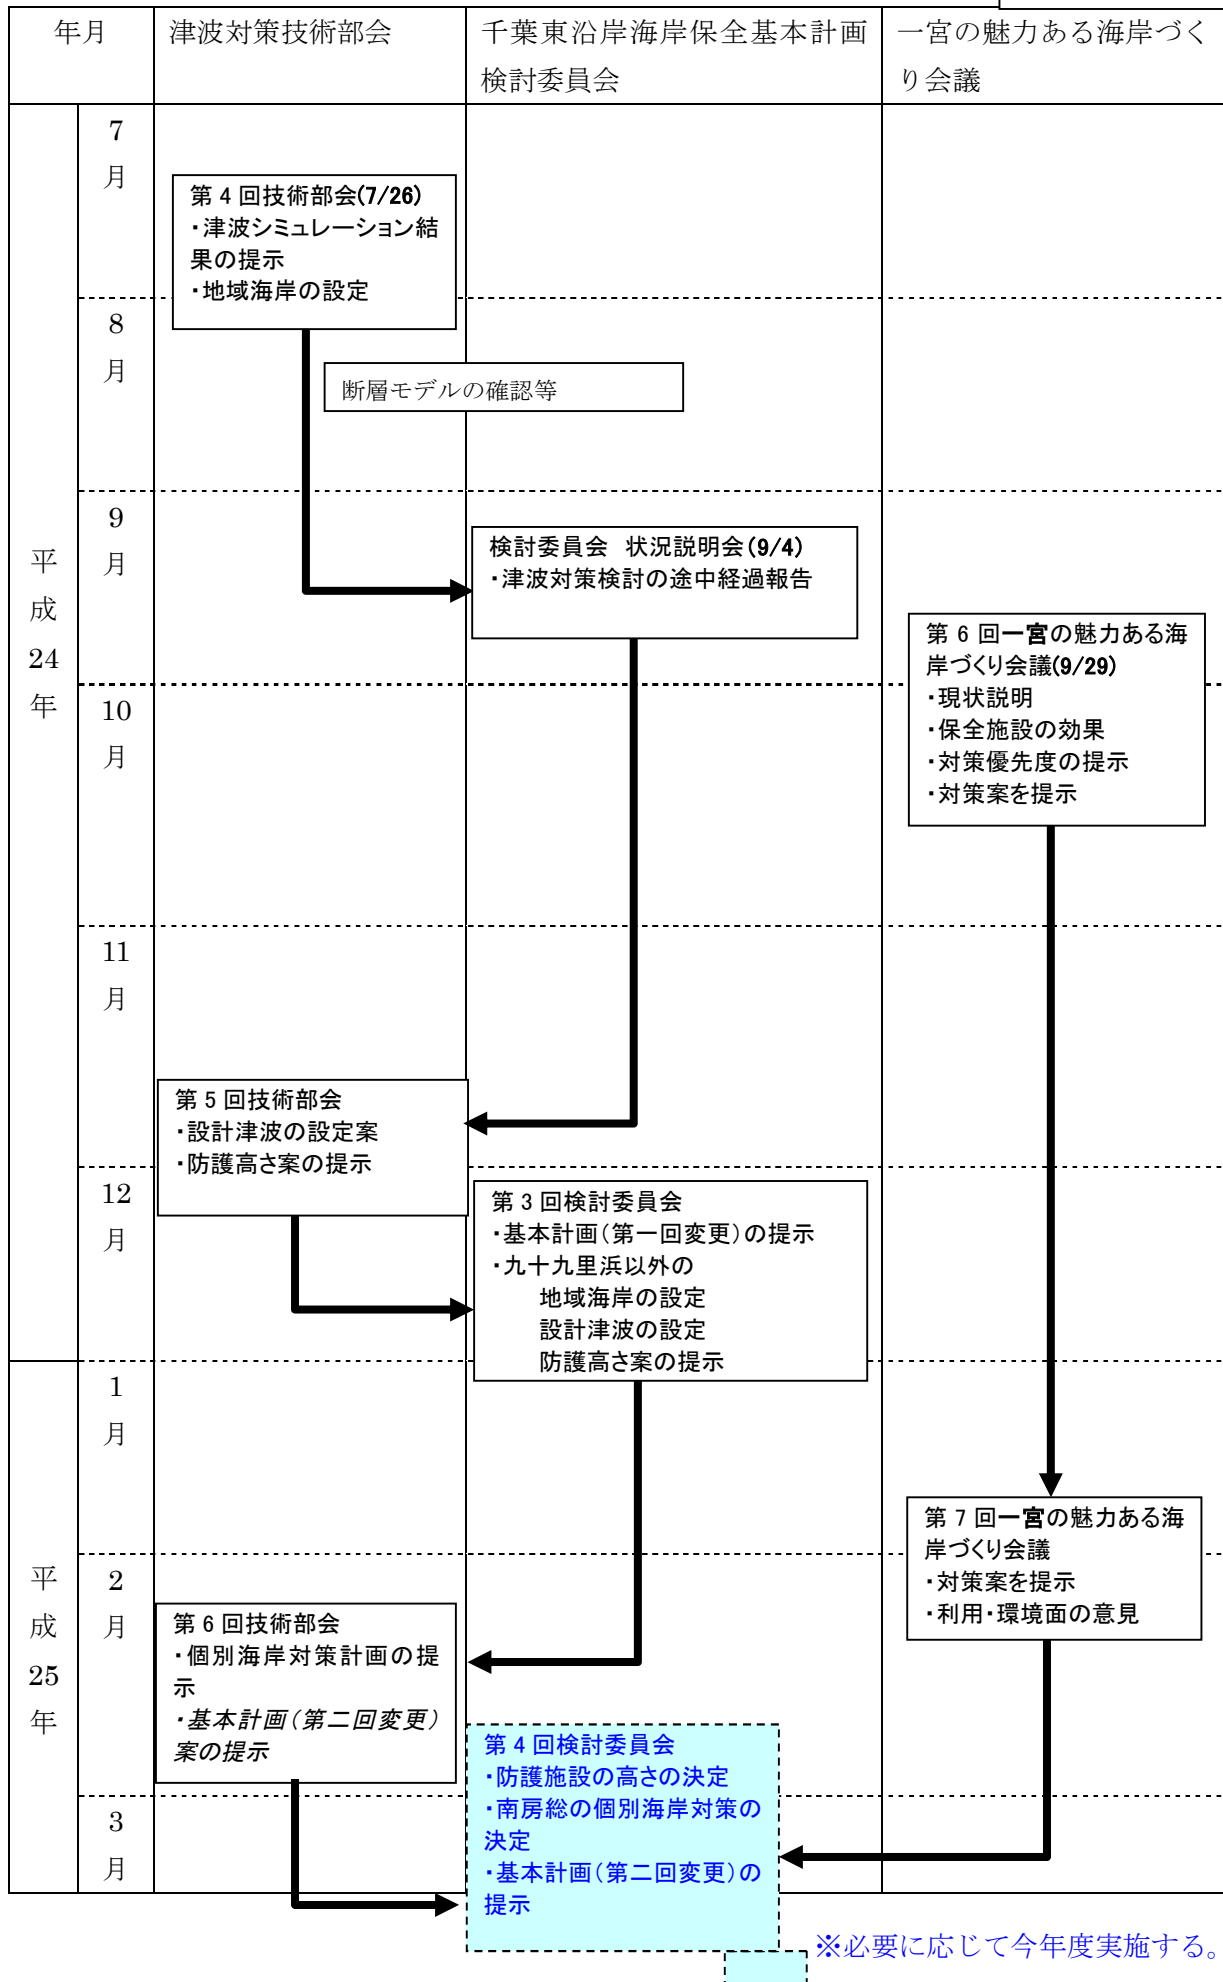 年月
津波対策技術部会
千葉東沿岸海岸保全基本計画
検討委員会
一宮の魅力ある海岸づく
り会議
平
成
24
年
7
月
第 4 回技術部会(7/26)
・津波シミュレーション結
果の提示
・地域海岸の設定
8
月
断層モデルの確認等
9
月
検討委員会 状況説明会(9/4)
・津波対策検討の途中経過報告
第 6 回一宮の魅力ある海
岸づくり会議(9/29)
・現状説明
・保全施設の効果
・対策優先度の提示
・対策案を提示
10
月
11
月
第 5 回技術部会
・設計津波の設定案
・防護高さ案の提示
12
月
第 3 回検討委員会
・基本計画（第一回変更）の提示
・九十九里浜以外の
地域海岸の設定
設計津波の設定
防護高さ案の提示
平
成
25
年
1
月
第 7 回一宮の魅力ある海
岸づくり会議
・対策案を提示
・利用・環境面の意見
2
月
第 6 回技術部会
・個別海岸対策計画の提
示
・基本計画（第二回変更）
案の提示
第 4 回検討委員会
・防護施設の高さの決定
・南房総の個別海岸対策の
決定
・基本計画（第二回変更）の
提示
3
月
※必要に応じて今年度実施する。